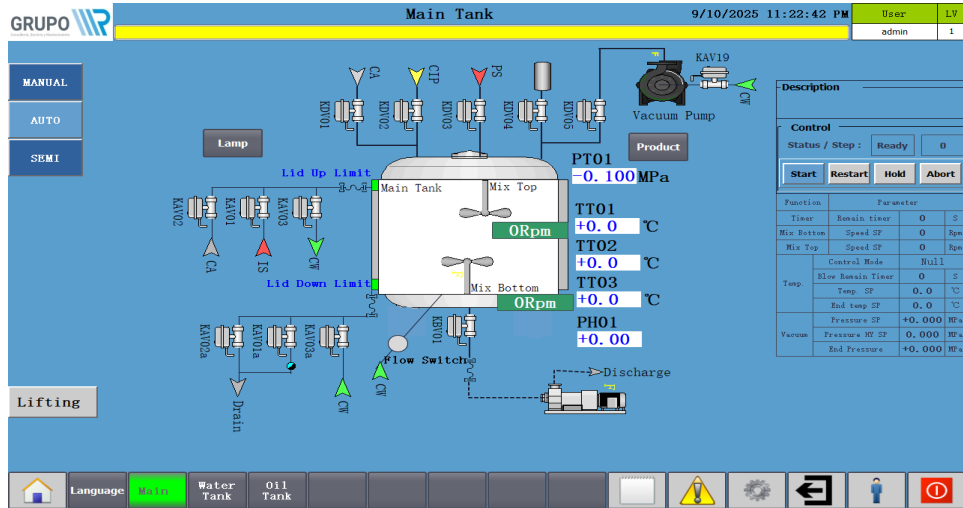 GRUPO
Main Tank
9/10/2025 11:22:42 PM
User
LV
admin
1
MANUAL
AUTO
SEMI
Lamp
CA
CIP
PS
KDV01
KDV02
KDV03
KDV04
KDV05
KAV19
CW
Vacuum Pump
Product
Lid Up Limit
Main Tank
Mix Top
0Rpm
Lid Down Limit
Mix Bottom
0Rpm
KAV02
KAV01
KAV03
CA
IS
CW
KAV02a
KAV01a
KAV03a
Drain
CW
CW
KBV01
Flow Switch
Discharge
PT01
-0.100 MPa
TT01
+0.0 ℃
TT02
+0.0 ℃
TT03
+0.0 ℃
PH01
+0.00
Description
Control
Status / Step : Ready 0
Start Restart Hold Abort
Function Parameter
Timer Remain timer 0 S
Mix Bottom Speed SP 0 Rpm
Mix Top Speed SP 0 Rpm
Temp.
Control Mode Null
Blow Remain Timer 0 S
Temp. SP 0.0 ℃
End temp SP 0.0 ℃
Vacuum
Pressure SP +0.000 MPa
Pressure HY SP 0.000 MPa
End Pressure +0.000 MPa
Lifting
Language
Main
Water Tank
Oil Tank